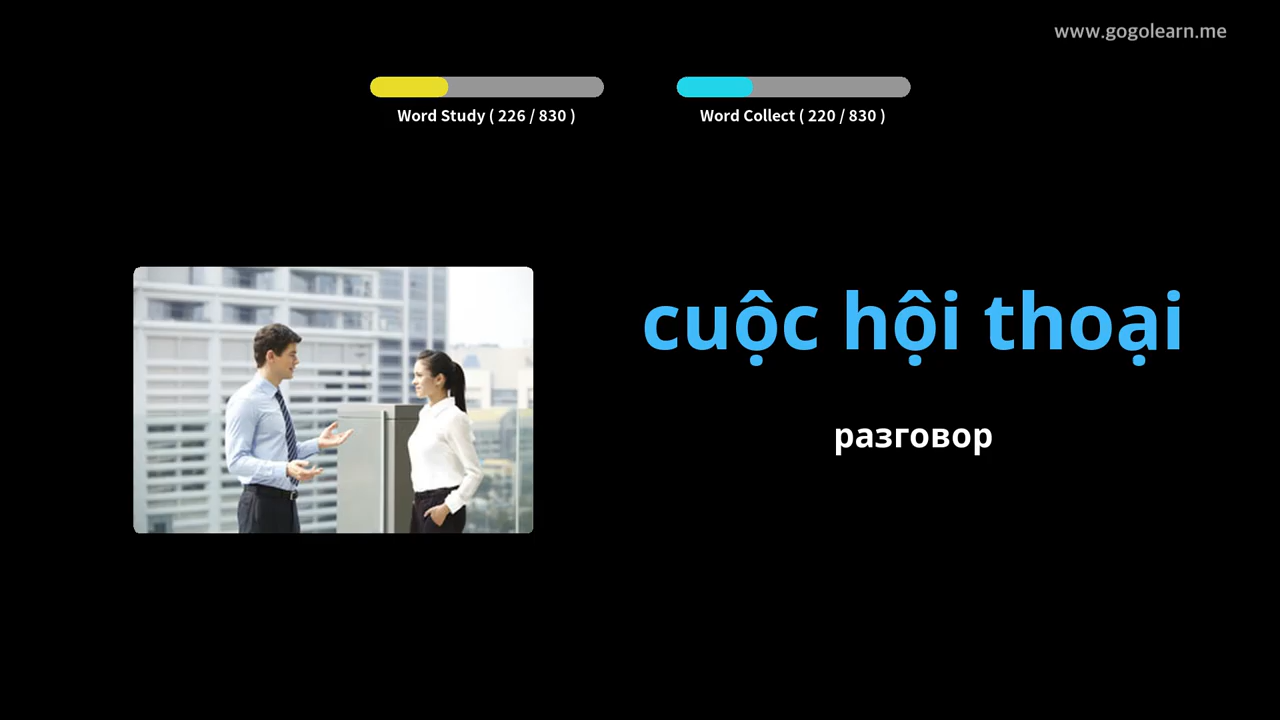 www.gogolearn.me
Word Study ( 226 / 830 )
Word Collect ( 220 / 830 )
cuộc hội thoại
разговор